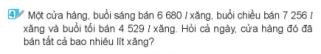 4 Một cửa hàng, buổi sáng bán 6 680 l xăng, buổi chiều bán 7 256 l
xăng và buổi tối bán 4 529 l xăng. Hỏi cả ngày, cửa hàng đó đã
bán tất cả bao nhiêu lít xăng?